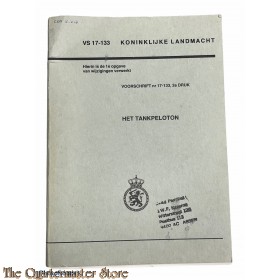 VS 17-133 KONINKLIJKE LANDMACHT
Hierin is de 1e opgave
van wijzigingen verwerkt
VOORSCHRIFT nr 17-133, 2e DRUK
HET TANKPELOTON
The Quartermaster Store